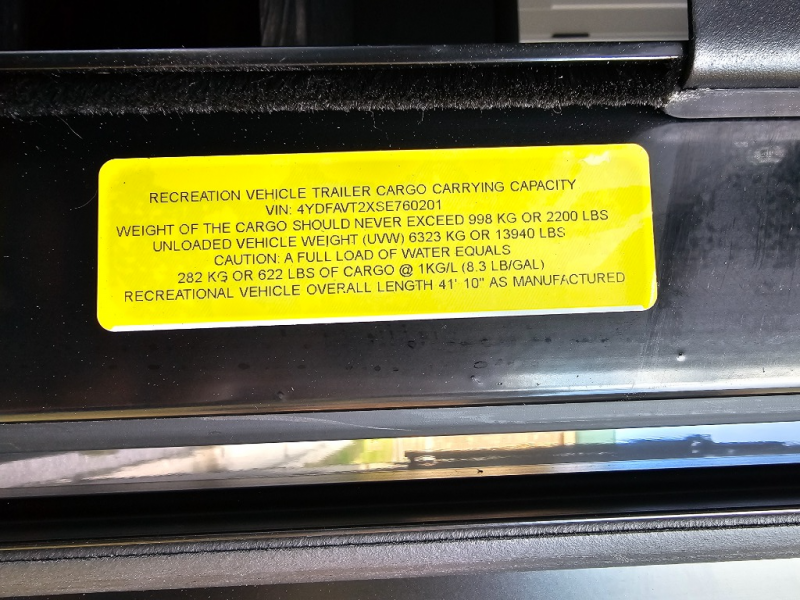 RECREATION VEHICLE TRAILER CARGO CARRYING CAPACITY
VIN: 4YDFAVT2XSE760201
WEIGHT OF THE CARGO SHOULD NEVER EXCEED 998 KG OR 2200 LBS
UNLOADED VEHICLE WEIGHT (UVW) 6323 KG OR 13940 LBS
CAUTION: A FULL LOAD OF WATER EQUALS
282 KG OR 622 LBS OF CARGO @ 1KG/L (8.3 LB/GAL)
RECREATIONAL VEHICLE OVERALL LENGTH 41' 10" AS MANUFACTURED